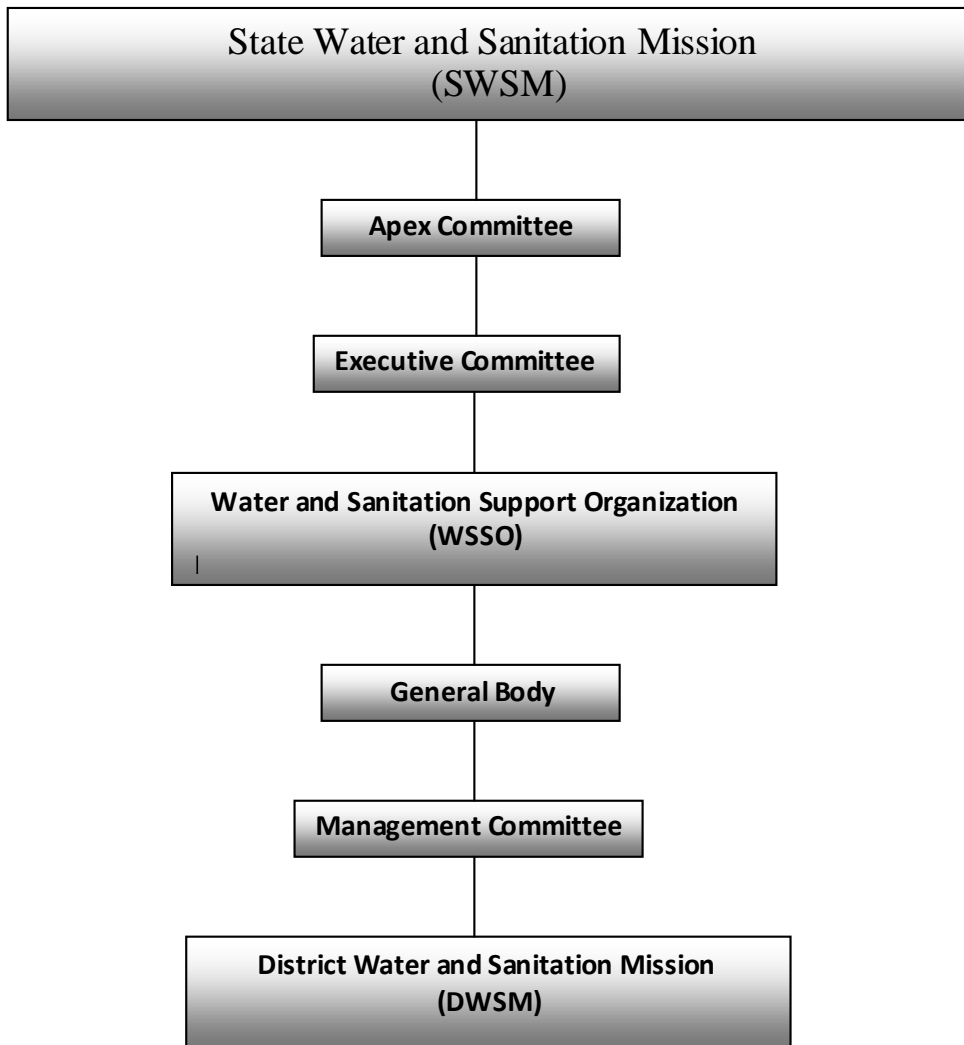 State Water and Sanitation Mission
(SWSM)
Apex Committee
Executive Committee
Water and Sanitation Support Organization
(WSSO)
|
General Body
Management Committee
District Water and Sanitation Mission
(DWSM)